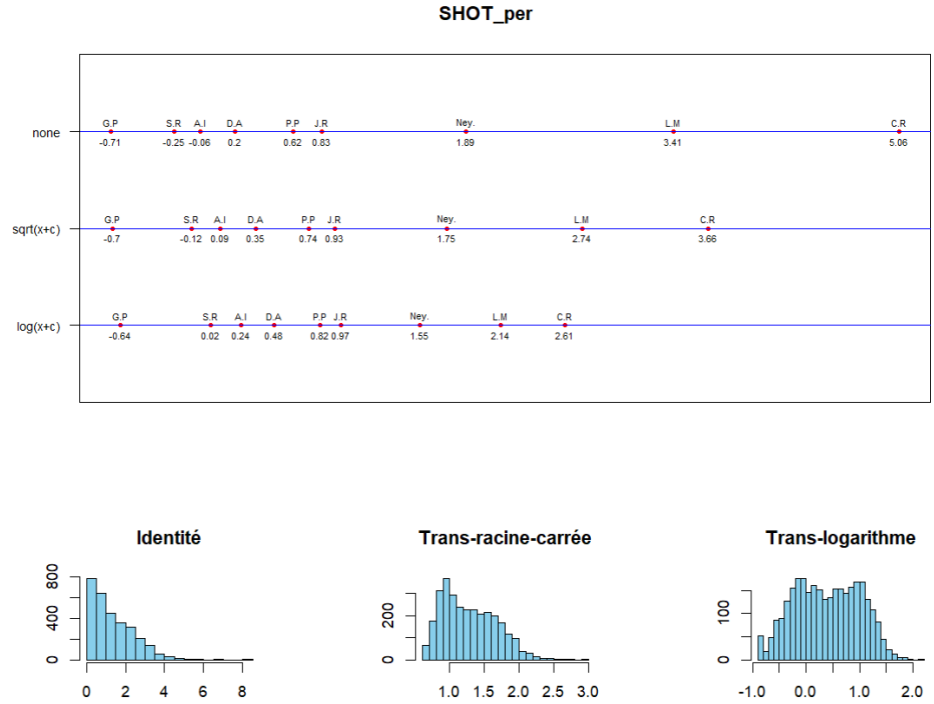 SHOT_per
G.P S.R A.I D.A P.P J.R Ney. L.M C.R
none
-0.71 -0.25 -0.06 0.2 0.62 0.83 1.89 3.41 5.06
G.P S.R A.I D.A P.P J.R Ney. L.M C.R
sqrt(x+c)
-0.7 -0.12 0.09 0.35 0.74 0.93 1.75 2.74 3.66
G.P S.R A.I D.A P.P J.R Ney. L.M C.R
log(x+c)
-0.64 0.02 0.24 0.48 0.82 0.97 1.55 2.14 2.61
Identité
800
400
0
0 2 4 6 8
Trans-racine-carrée
200
0
1.0 1.5 2.0 2.5 3.0
Trans-logarithme
100
0
-1.0 0.0 1.0 2.0